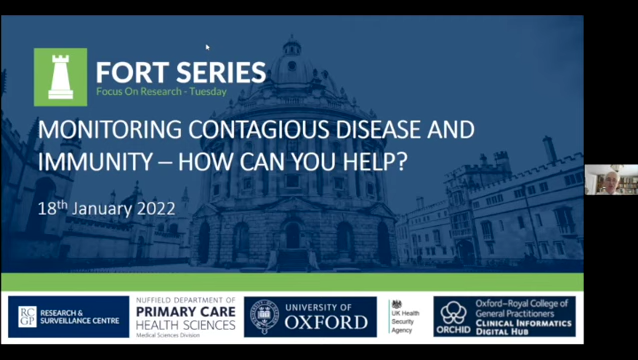 FORT SERIES
Focus On Research - Tuesday
MONITORING CONTAGIOUS DISEASE AND
IMMUNITY – HOW CAN YOU HELP?
18th January 2022
RC
GP
RESEARCH &
SURVEILLANCE CENTRE
NUFFIELD DEPARTMENT OF
PRIMARY CARE
HEALTH SCIENCES
Medical Sciences Division
UNIVERSITY OF
OXFORD
UK Health
Security
Agency
ORCHID
Oxford-Royal College of
General Practitioners
CLINICAL INFORMATICS
DIGITAL HUB